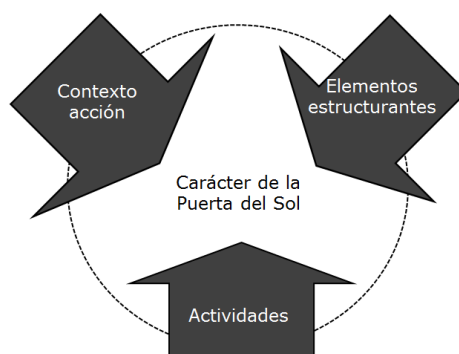 Contexto
acción
Elementos
estructurantes
Carácter de la
Puerta del Sol
Actividades